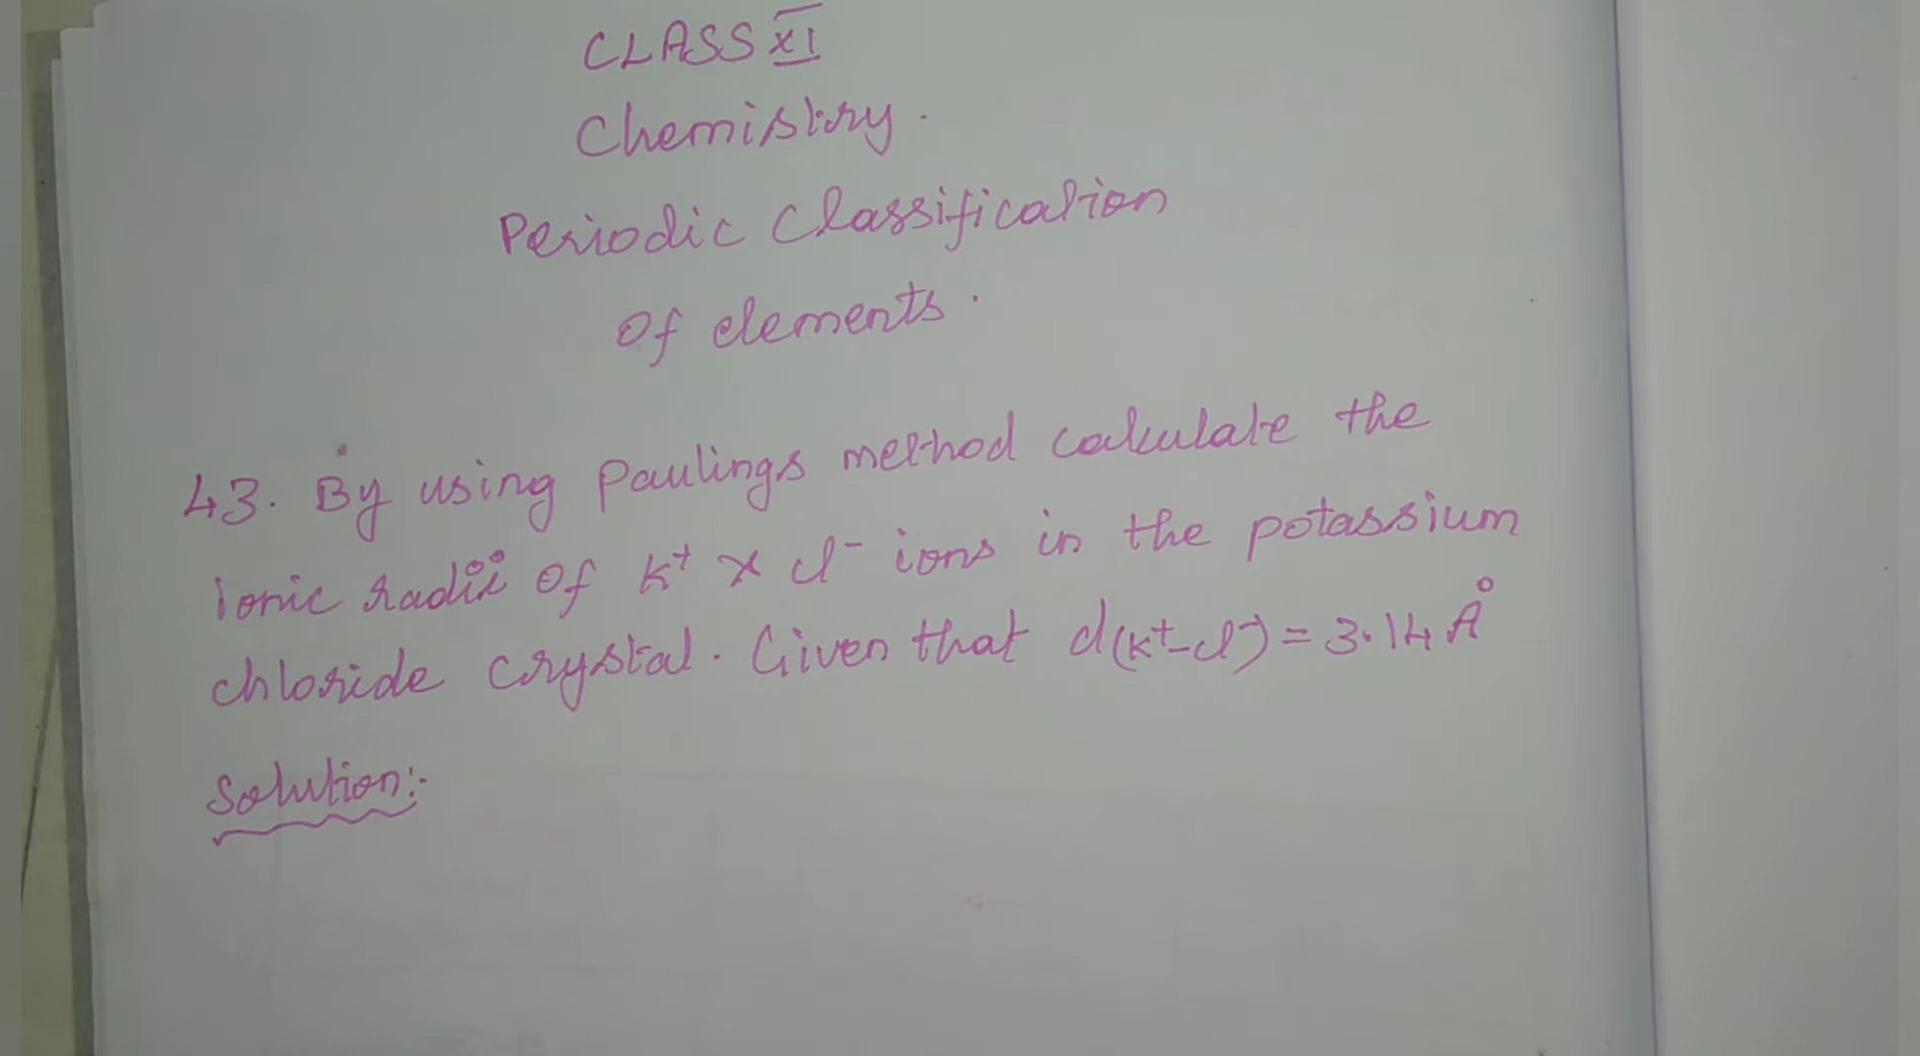 CLASS XI
Chemistry.
Periodic Classification
Of elements.
43. By using Paulings method calculate the
ionic radii of K⁺ & Cl⁻ ions in the potassium
chloride crystal. Given that d(K⁺-Cl⁻) = 3.14 Å
Solution:-